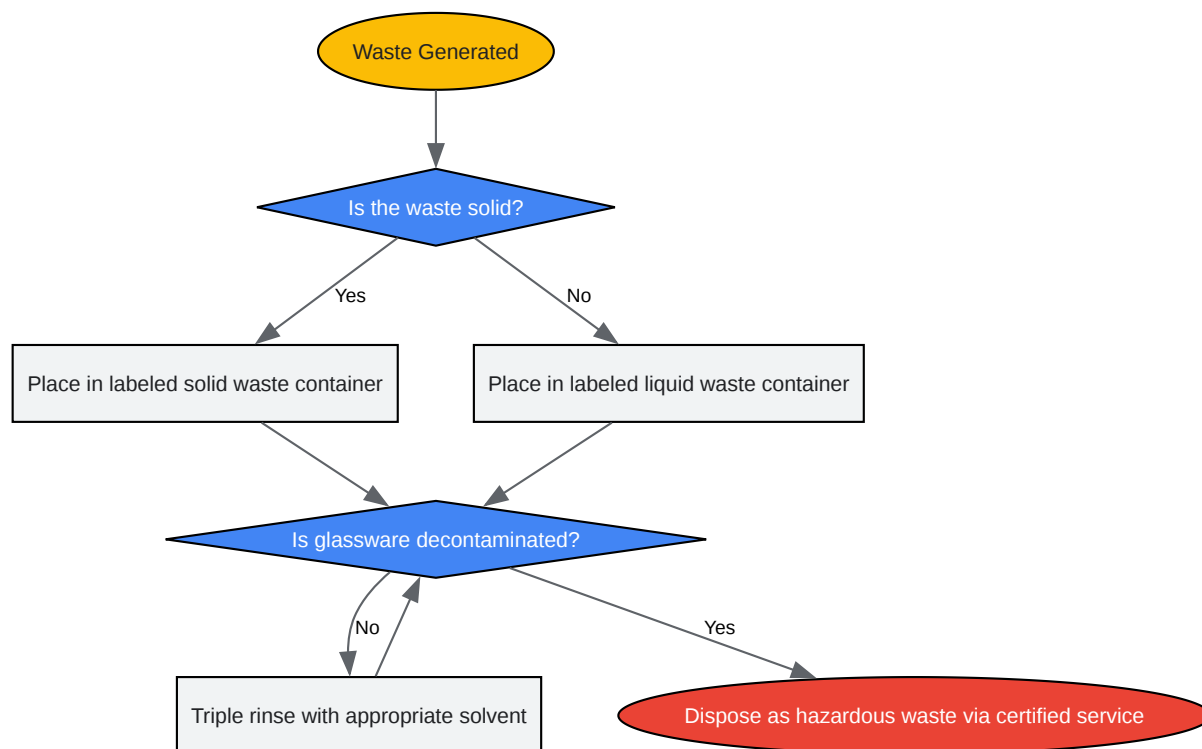 Waste Generated
Is the waste solid?
Yes
No
Place in labeled solid waste container
Place in labeled liquid waste container
Is glassware decontaminated?
No
Yes
Triple rinse with appropriate solvent
Dispose as hazardous waste via certified service